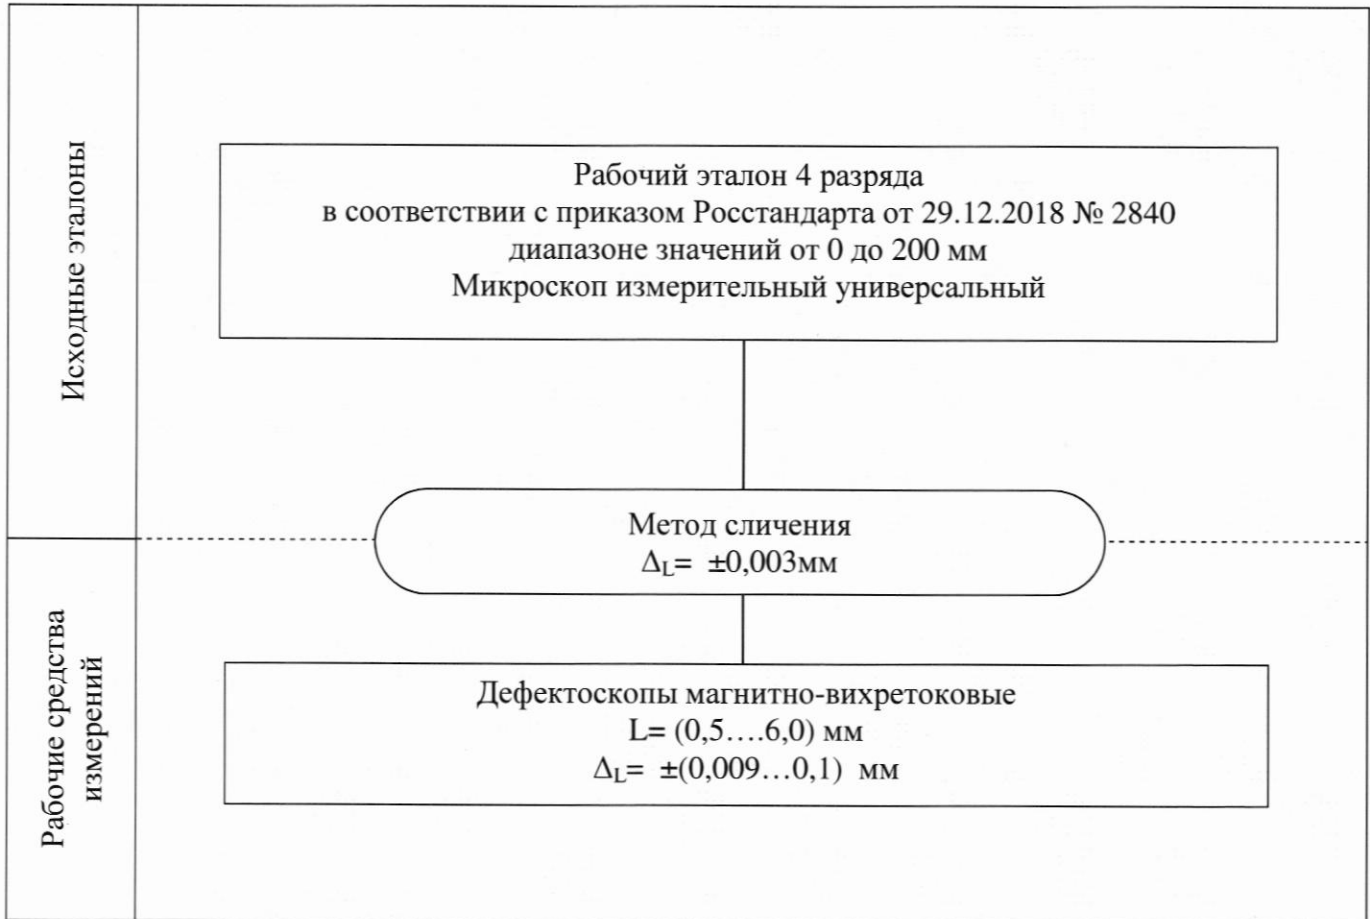 Исходные эталоны
Рабочий эталон 4 разряда
в соответствии с приказом Росстандарта от 29.12.2018 № 2840
диапазоне значений от 0 до 200 мм
Микроскоп измерительный универсальный
Метод сличения
ΔL= ±0,003мм
Рабочие средства
измерений
Дефектоскопы магнитно-вихретоковые
L= (0,5….6,0) мм
ΔL= ±(0,009…0,1) мм